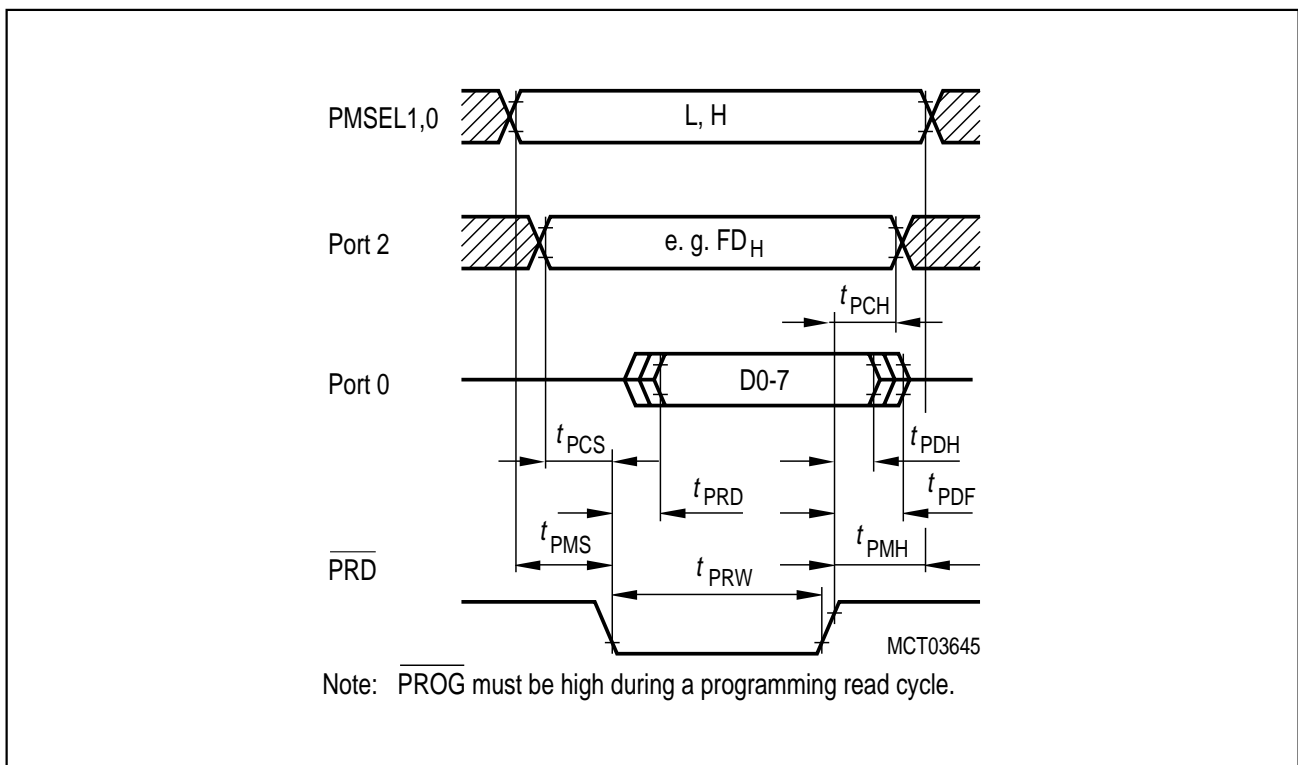 PMSEL1,0
L, H
Port 2
e. g. FDH
tPCH
Port 0
D0-7
tPCS
tPDH
tPRD
tPDF
tPMS
tPMH
PRD
tPRW
MCT03645
Note: PROG must be high during a programming read cycle.